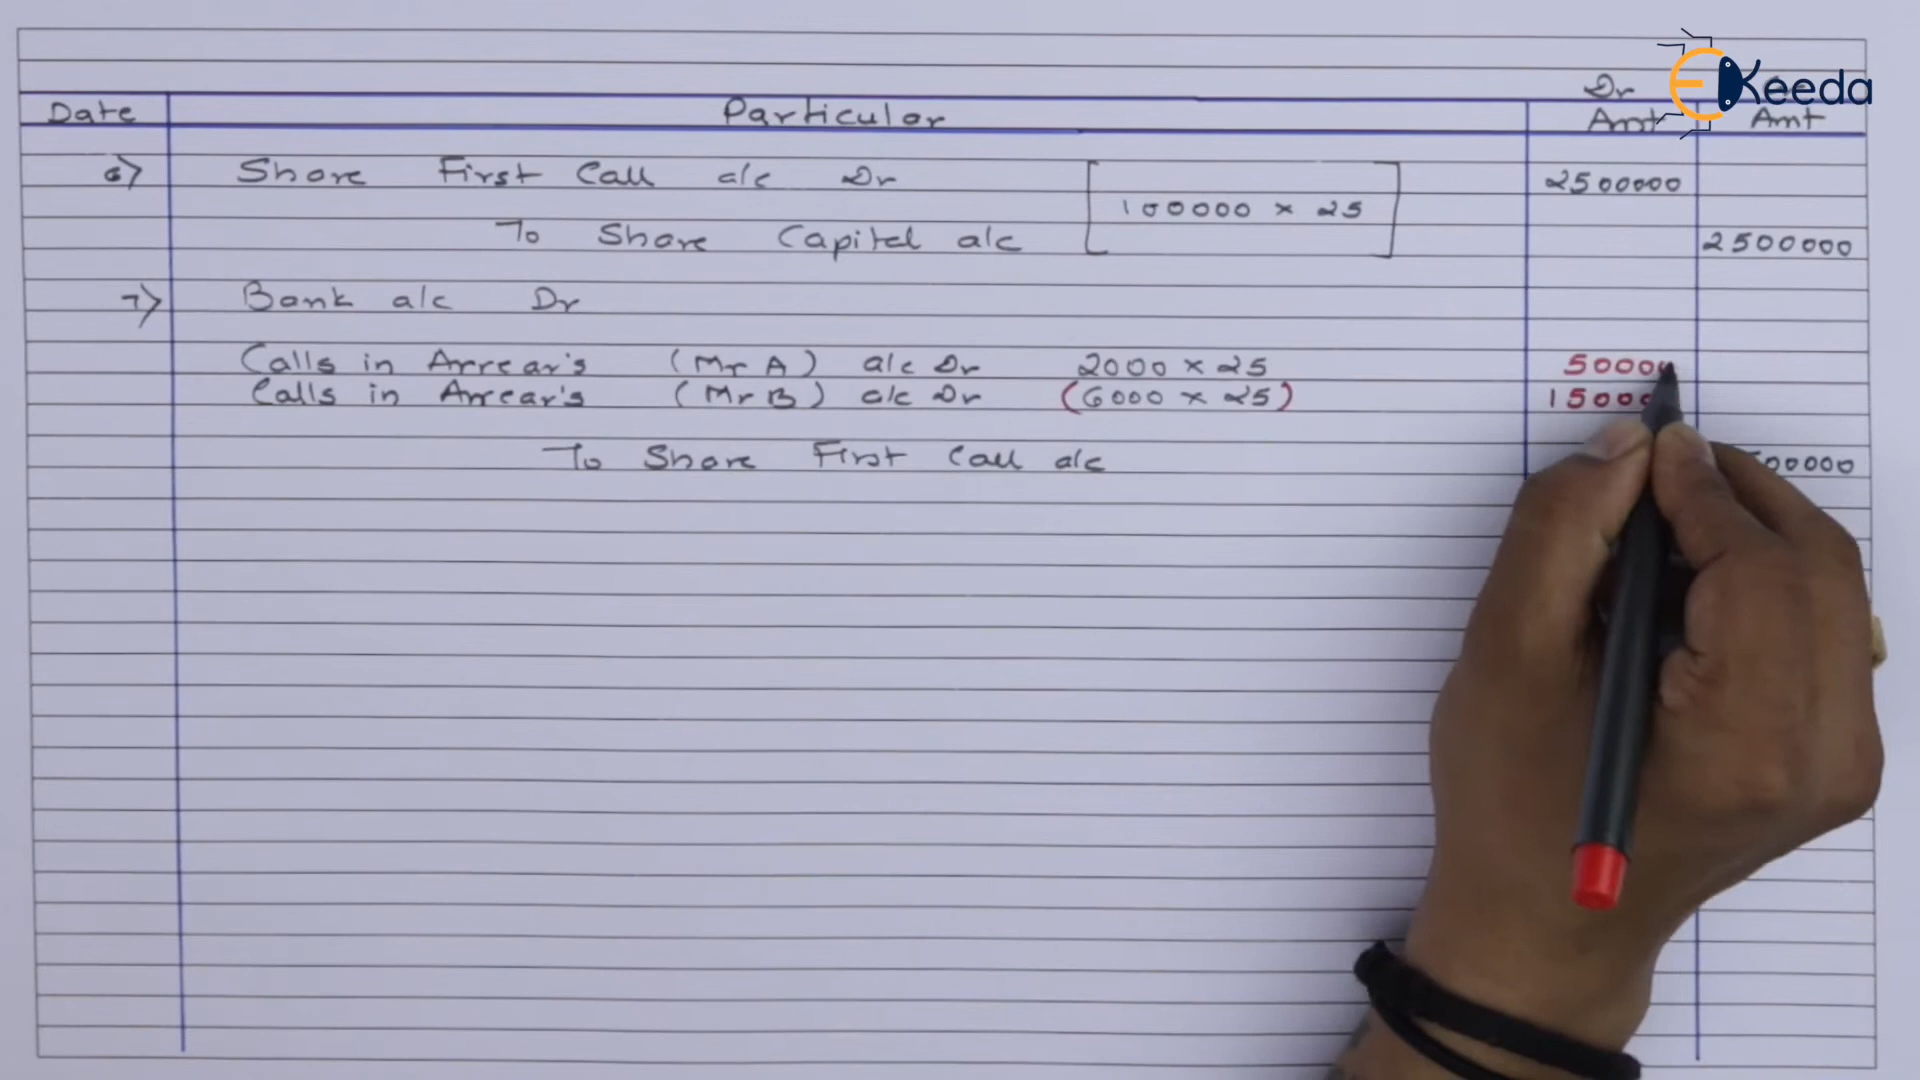 Keeda
Dr
Date Particular Amt Amt
6) Share First Call a/c Dr 2500000
100000 × 25
To Share Capital a/c 2500000
7) Bank a/c Dr
Calls in Arrear's (Mr A) a/c Dr 2000 × 25
Calls in Arrear's (Mr B) a/c Dr (6000 × 25)
To Share First Call a/c